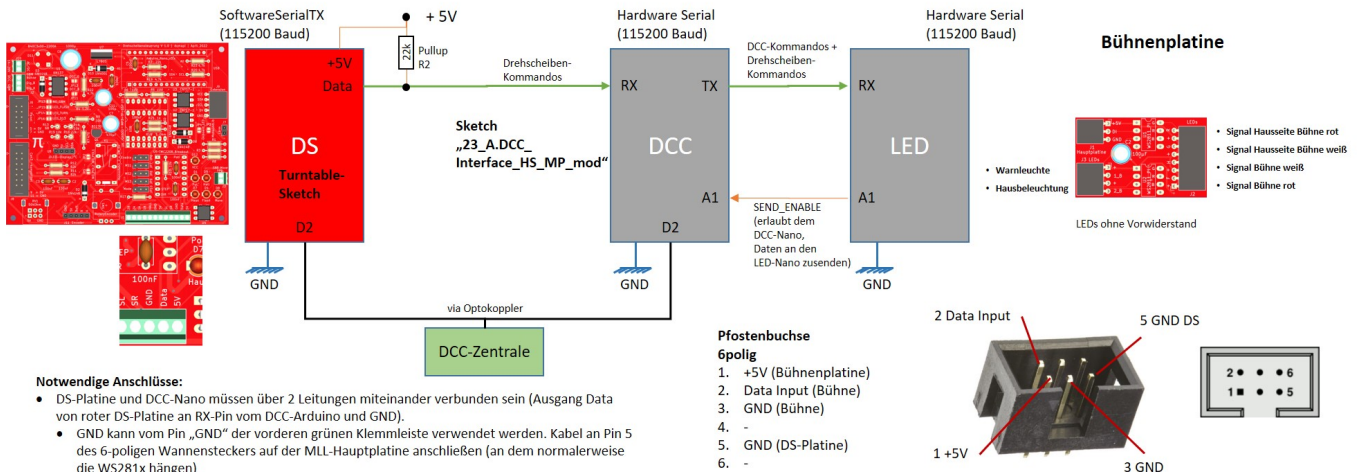 SoftwareSerialTX
(115200 Baud)
+ 5V
22k
Pullup
R2
+5V
Data
DS
Turntable-
Sketch
D2
GND
Drehscheiben-
Kommandos
Sketch
„23_A.DCC_
Interface_HS_MP_mod“
Hardware Serial
(115200 Baud)
RX
TX
DCC
A1
D2
GND
DCC-Kommandos +
Drehscheiben-
Kommandos
SEND_ENABLE
(erlaubt dem
DCC-Nano,
Daten an den
LED-Nano zusenden)
Hardware Serial
(115200 Baud)
RX
LED
A1
GND
via Optokoppler
DCC-Zentrale
Bühnenplatine
• Warnleuchte
• Hausbeleuchtung
Hauptplatine
LEDs
• Signal Hausseite Bühne rot
• Signal Hausseite Bühne weiß
• Signal Bühne weiß
• Signal Bühne rot
LEDs ohne Vorwiderstand
π
100nF
SL
SR
GND
Data
5V
Notwendige Anschlüsse:
• DS-Platine und DCC-Nano müssen über 2 Leitungen miteinander verbunden sein (Ausgang Data
von roter DS-Platine an RX-Pin vom DCC-Arduino und GND).
• GND kann vom Pin „GND“ der vorderen grünen Klemmleiste verwendet werden. Kabel an Pin 5
des 6-poligen Wannensteckers auf der MLL-Hauptplatine anschließen (an dem normalerweise
die WS281x hängen)
Pfostenbuchse
6polig
1. +5V (Bühnenplatine)
2. Data Input (Bühne)
3. GND (Bühne)
4. -
5. GND (DS-Platine)
6. -
2 Data Input
5 GND DS
1 +5V
3 GND
2
6
1
5